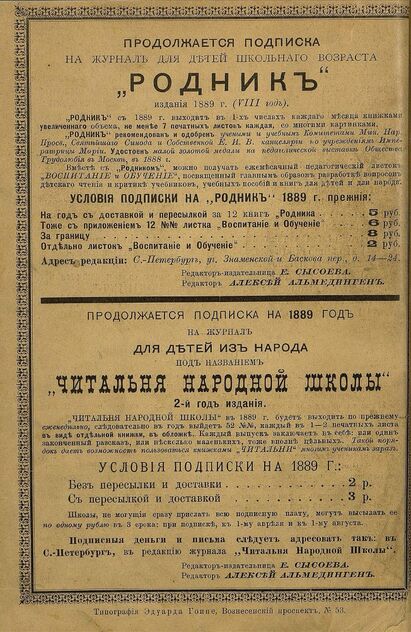 ПРОДОЛЖАЕТСЯ ПОДПИСКА
НА ЖУРНАЛЪ ДЛЯ ДѢТЕЙ ШКОЛЬНАГО ВОЗРАСТА
„РОДНИКЪ“
изданія 1889 г. (VIII годъ).
„РОДНИКЪ“ съ 1889 г. выходитъ въ 1-хъ числахъ каждаго мѣсяца книжками
увеличеннаго объема, не менѣе 7 печатныхъ листовъ каждая, со многими картинками.
„РОДНИКЪ“ рекомендованъ и одобренъ учеными и учебными Комитетами Мин. Нар.
Просв., Святѣйшаго Синода и Собственной Е. И. В. канцеляріи по учрежденіямъ Импе-
ратрицы Маріи. Удостоенъ малой золотой медали на педагогической выставкѣ Общества
Трудолюбія въ Москвѣ, въ 1888 г.
Вмѣстѣ съ „Родникомъ“, можно получать ежемѣсячный педагогическій листокъ
„ВОСПИТАНІЕ и ОБУЧЕНІЕ“, посвященный главнымъ образомъ разработкѣ вопросовъ
дѣтскаго чтенія и критикѣ учебниковъ, учебныхъ пособій и книгъ для дѣтей и для народа.
УСЛОВІЯ ПОДПИСКИ НА „РОДНИКЪ“ 1889 г. прежнія:
На годъ съ доставкой и пересылкой за 12 книгъ „Родника“ 5 руб.
Тоже съ приложеніемъ 12 №№ листка „Воспитаніе и Обученіе“ 6 руб.
За границу 8 руб.
Отдѣльно листокъ „Воспитаніе и Обученіе“ 2 руб.
Адресъ редакціи: С.-Петербургъ, уг. Знаменской и Баскова пер., д. 14—24.
Редакторъ-издательница Е. СЫСОЕВА.
Редакторъ АЛЕКСѢЙ АЛЬМЕДИНГЕНЪ.
ПРОДОЛЖАЕТСЯ ПОДПИСКА НА 1889 ГОДЪ
НА ЖУРНАЛЪ
ДЛЯ ДѢТЕЙ ИЗЪ НАРОДА
ПОДЪ НАЗВАНІЕМЪ
„ЧИТАЛЬНЯ НАРОДНОЙ ШКОЛЫ“
2-й годъ изданія.
„ЧИТАЛЬНЯ НАРОДНОЙ ШКОЛЫ“ въ 1889 г. будетъ выходить по прежнему
еженедѣльно, слѣдовательно въ годъ выйдетъ 52 №№, каждый въ 1—2 печатныхъ листа
въ видѣ отдѣльной книжки, въ обложкѣ. Каждый выпускъ заключаетъ въ себѣ: или одинъ
законченный разсказъ, или нѣсколько маленькихъ, тоже вполнѣ цѣльныхъ. Такой поря-
докъ даетъ возможность пользоваться книжками „ЧИТАЛЬНИ“ многимъ ученикамъ заразъ.
УСЛОВІЯ ПОДПИСКИ НА 1889 Г.:
Безъ пересылки и доставки 2 р.
Съ пересылкой и доставкой 3 р.
Школы, не могущія сразу прислать всю подписную плату, могутъ высылать ее
по одному рублю въ 3 срока: при подпискѣ, къ 1-му апрѣля и къ 1-му августа.
Подписныя деньги и письма слѣдуетъ адресовать такъ: въ
С.-Петербургъ, въ редакцію журнала „Читальня Народной Школы“.
Редакторъ-издательница Е. СЫСОЕВА.
Редакторъ АЛЕКСѢЙ АЛЬМЕДИНГЕНЪ.
Типографія Эдуарда Гоппе, Вознесенскій проспектъ, № 53.